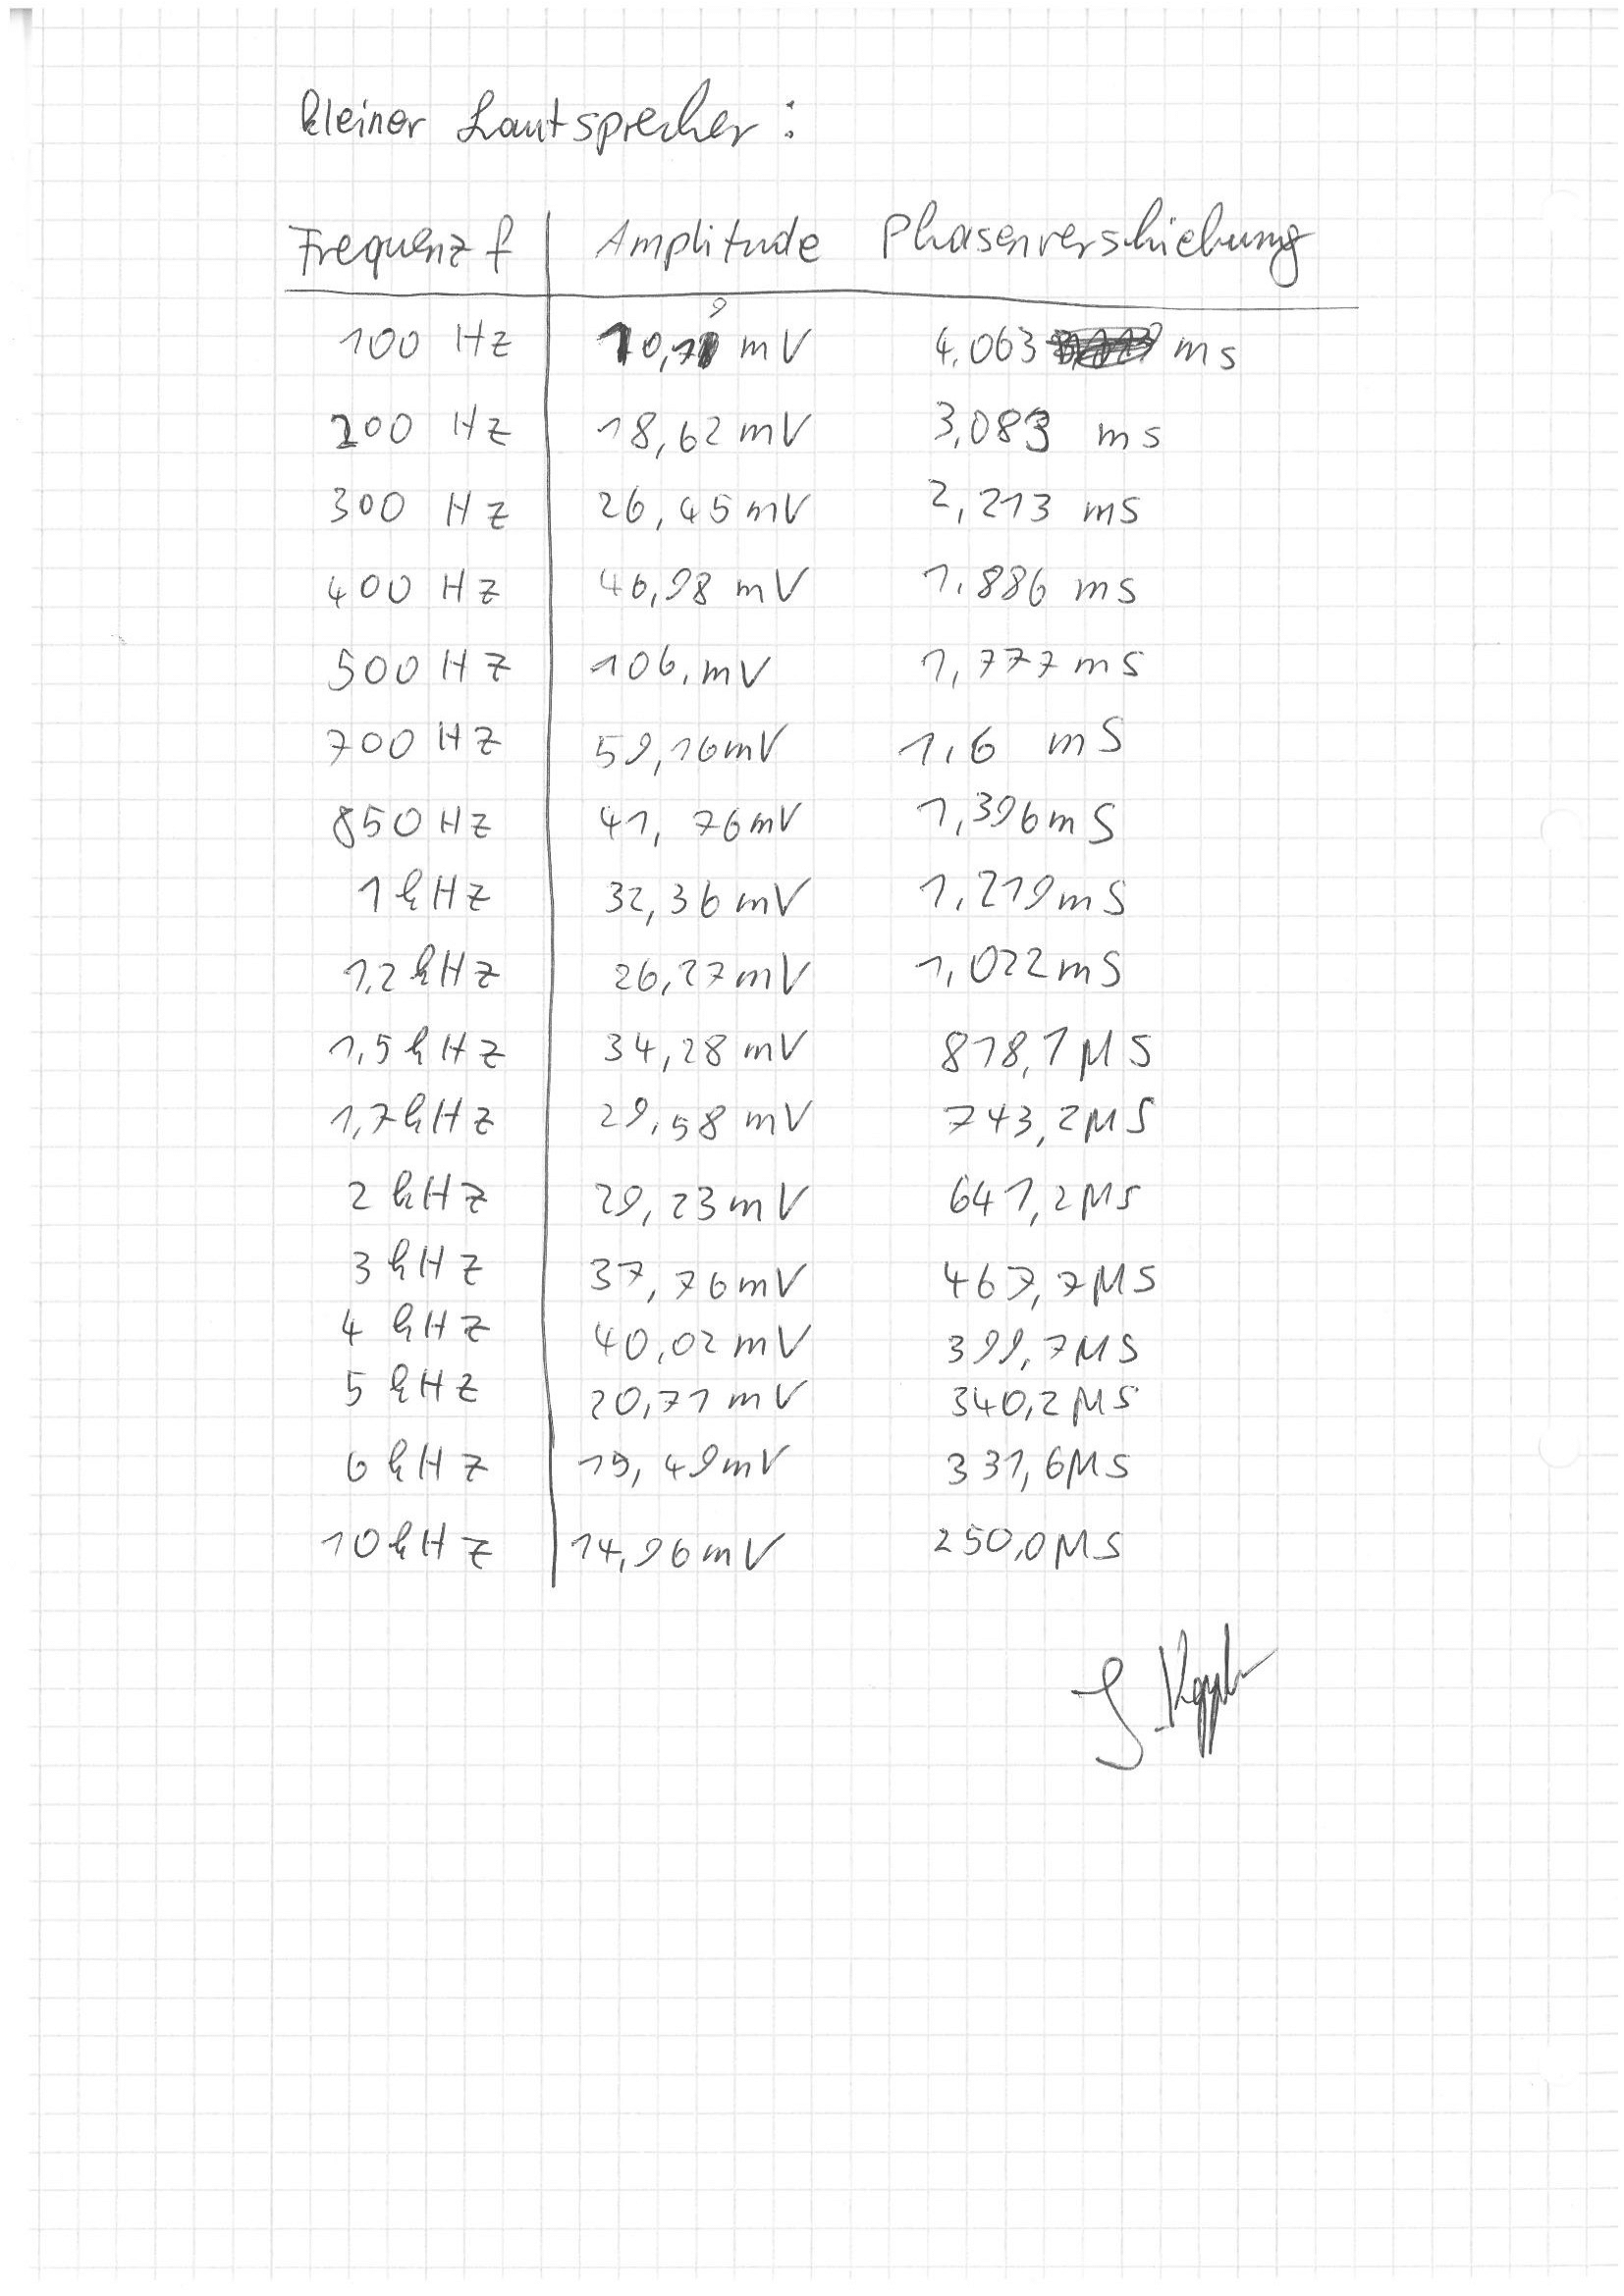 kleiner Lautsprecher:
Frequenz f Amplitude Phasenverschiebung
100 Hz 10,19 mV 4,063 ms
200 Hz 18,62 mV 3,083 ms
300 Hz 26,45 mV 2,213 ms
400 Hz 46,98 mV 1,886 ms
500 Hz 106, mV 1,777 ms
700 Hz 59,16 mV 1,6 mS
850 Hz 41,76 mV 1,396 mS
1 kHz 32,36 mV 1,219 mS
1,2 kHz 26,27 mV 1,022 mS
1,5 kHz 34,28 mV 818,1 µS
1,7 kHz 29,58 mV 743,2 µS
2 kHz 29,23 mV 641,2 µS
3 kHz 37,76 mV 467,7 µS
4 kHz 40,02 mV 399,7 µS
5 kHz 20,71 mV 340,2 µS
6 kHz 19,49 mV 331,6 µS
10 kHz 14,96 mV 250,0 µS